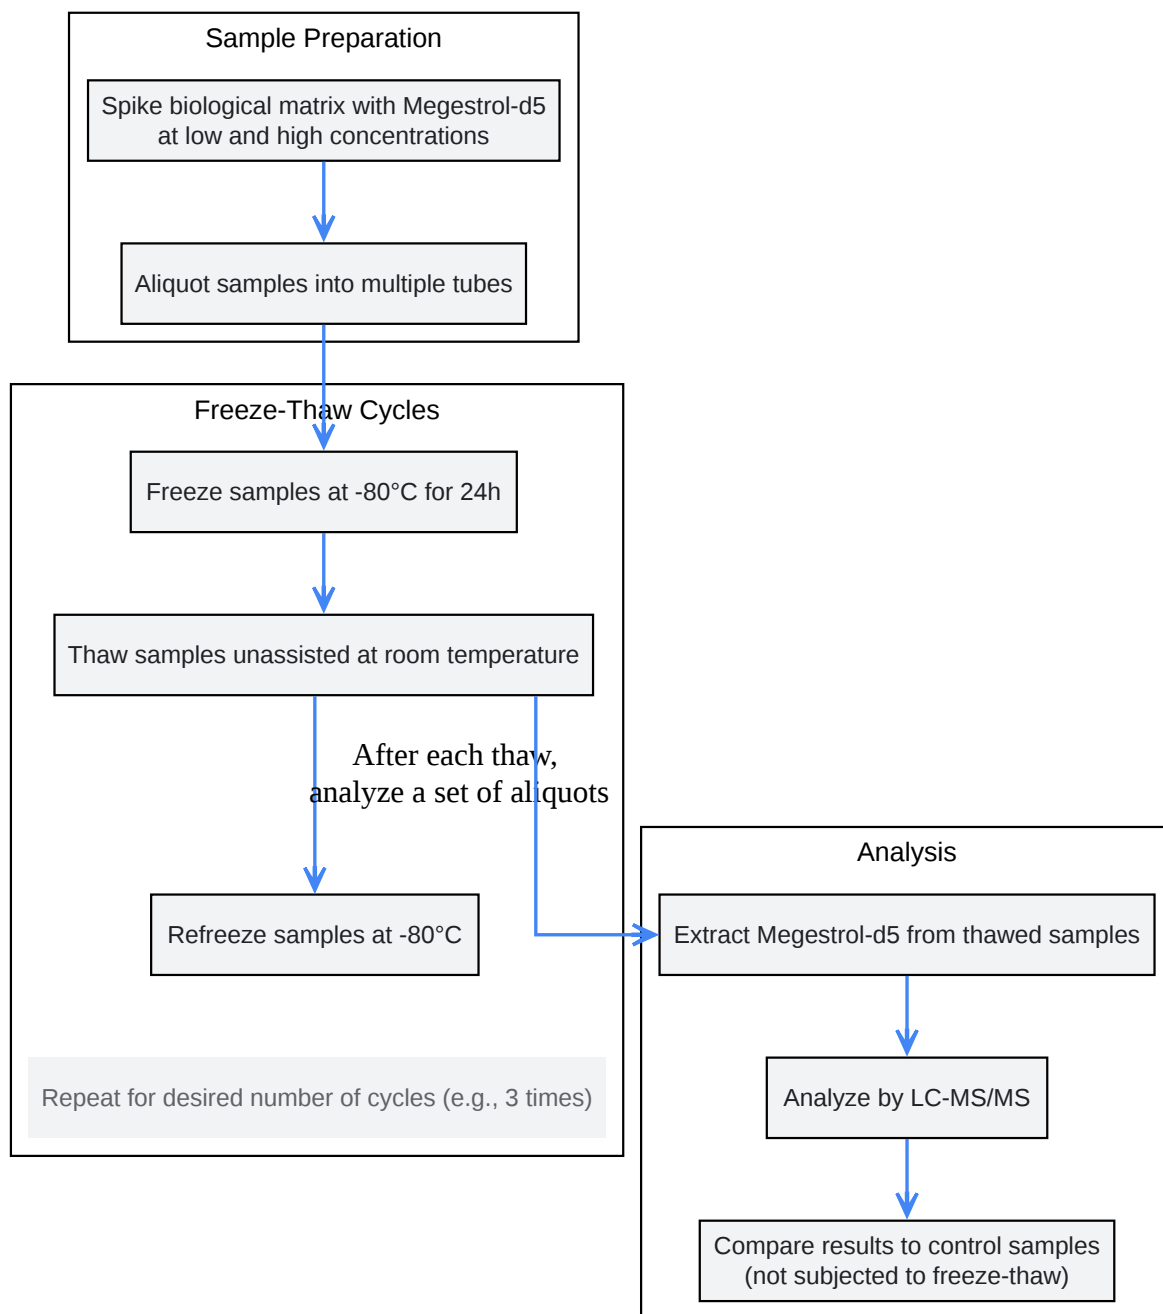 Sample Preparation
Spike biological matrix with Megestrol-d5
at low and high concentrations
Aliquot samples into multiple tubes
Freeze-Thaw Cycles
Freeze samples at -80°C for 24h
Thaw samples unassisted at room temperature
After each thaw,
analyze a set of aliquots
Refreeze samples at -80°C
Repeat for desired number of cycles (e.g., 3 times)
Analysis
Extract Megestrol-d5 from thawed samples
Analyze by LC-MS/MS
Compare results to control samples
(not subjected to freeze-thaw)